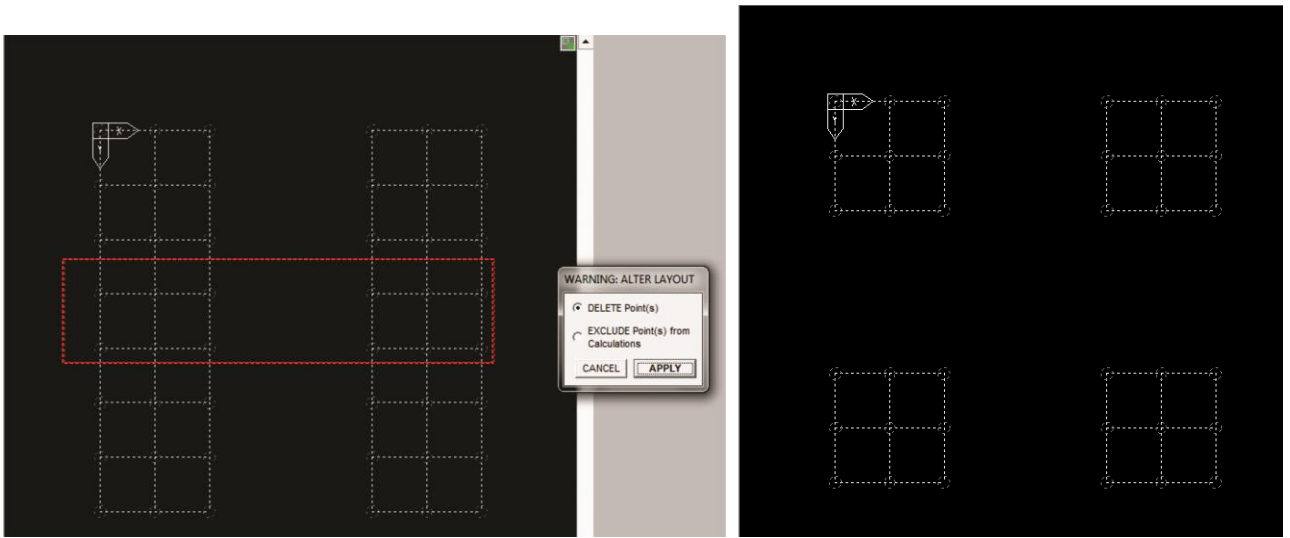 X
Y
WARNING: ALTER LAYOUT
DELETE Point(s)
EXCLUDE Point(s) from
Calculations
CANCEL
APPLY
X
Y